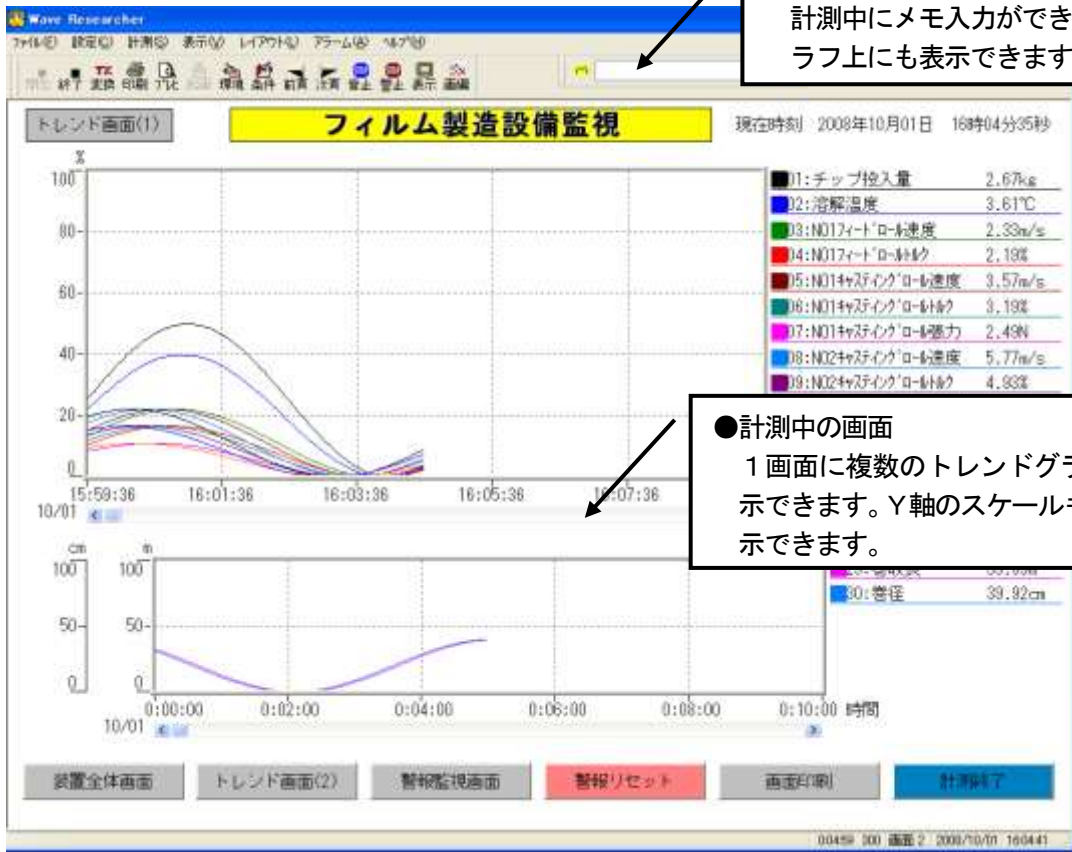 Wave Researcher
計測中にメモ入力ができ
ラフ上にも表示できます
ファイル(F) 設定(C) 計測(S) 表示(V) レイアウト(L) アラーム(A) ヘルプ(H)
終了 変換 印刷 環境 条件 表示 画編
トレンド画面(1)
フィルム製造設備監視
現在時刻 2008年10月01日 16時04分35秒
%
100
80
60
40
20
0
15:59:36 16:01:36 16:03:36 16:05:36 16:07:36
10/01
01:チップ投入量 2.67kg
02:溶解温度 3.61℃
03:NO1フィードロール速度 2.33m/s
04:NO1フィードロールトルク 2.19%
05:NO1キャスティングロール速度 3.57m/s
06:NO1キャスティングロールトルク 3.19%
07:NO1キャスティングロール張力 2.49N
08:NO2キャスティングロール速度 5.77m/s
09:NO2キャスティングロールトルク 4.93%
●計測中の画面
1画面に複数のトレンドグラ
示できます。Y軸のスケールモ
示できます。
30:巻径 39.92cm
cm m
100 100
50 50
0 0
0:00:00 0:02:00 0:04:00 0:06:00 0:08:00 0:10:00 時間
10/01
装置全体画面 トレンド画面(2) 警報監視画面 警報リセット 画面印刷 計測終了
00459 300 画面 2 2008/10/01 160441